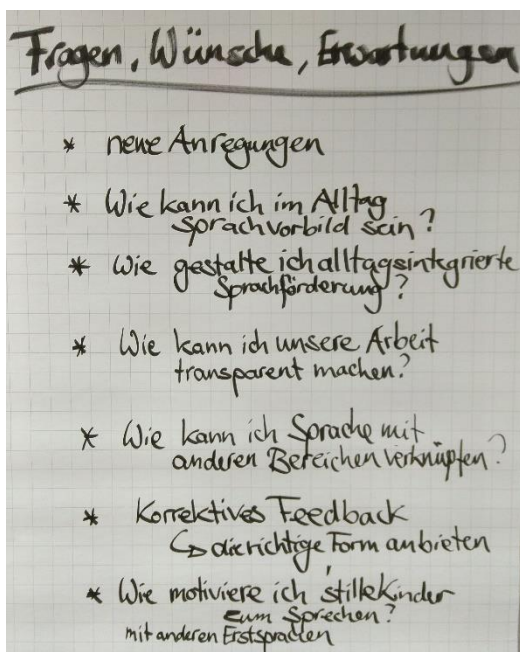 Fragen, Wünsche, Erwartungen
* neue Anregungen
* Wie kann ich im Alltag
Sprachvorbild sein?
* Wie gestalte ich alltagsintegrierte
Sprachförderung?
* Wie kann ich unsere Arbeit
transparent machen?
* Wie kann ich Sprache mit
anderen Bereichen verknüpfen?
* Korrektives Feedback
↳ die richtige Form anbieten
* Wie motiviere ich stille Kinder
zum Sprechen?
mit anderen Erstsprachen